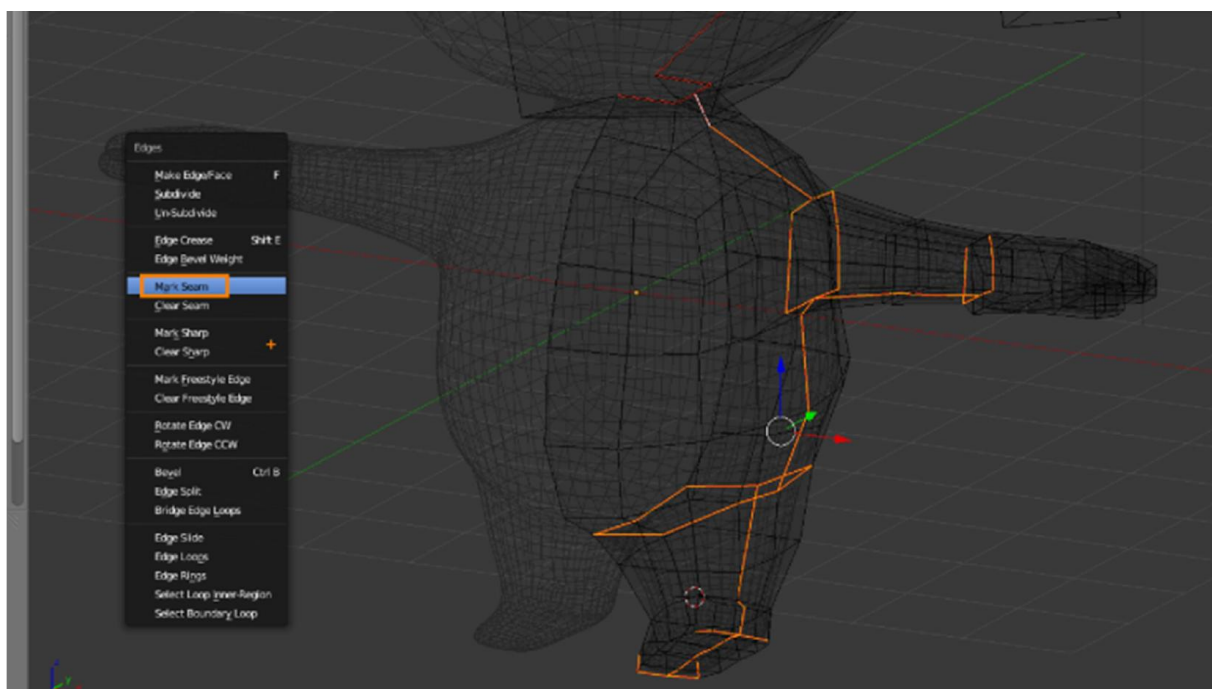 Edges
Make Edge/Face F
Subdivide
Un-Subdivide
Edge Crease Shift E
Edge Bevel Weight
Mark Seam
Clear Seam
Mark Sharp
Clear Sharp
Mark Freestyle Edge
Clear Freestyle Edge
Rotate Edge CW
Rotate Edge CCW
Bevel Ctrl B
Edge Split
Bridge Edge Loops
Edge Slide
Edge Loops
Edge Rings
Select Loop Inner-Region
Select Boundary Loop
z
y